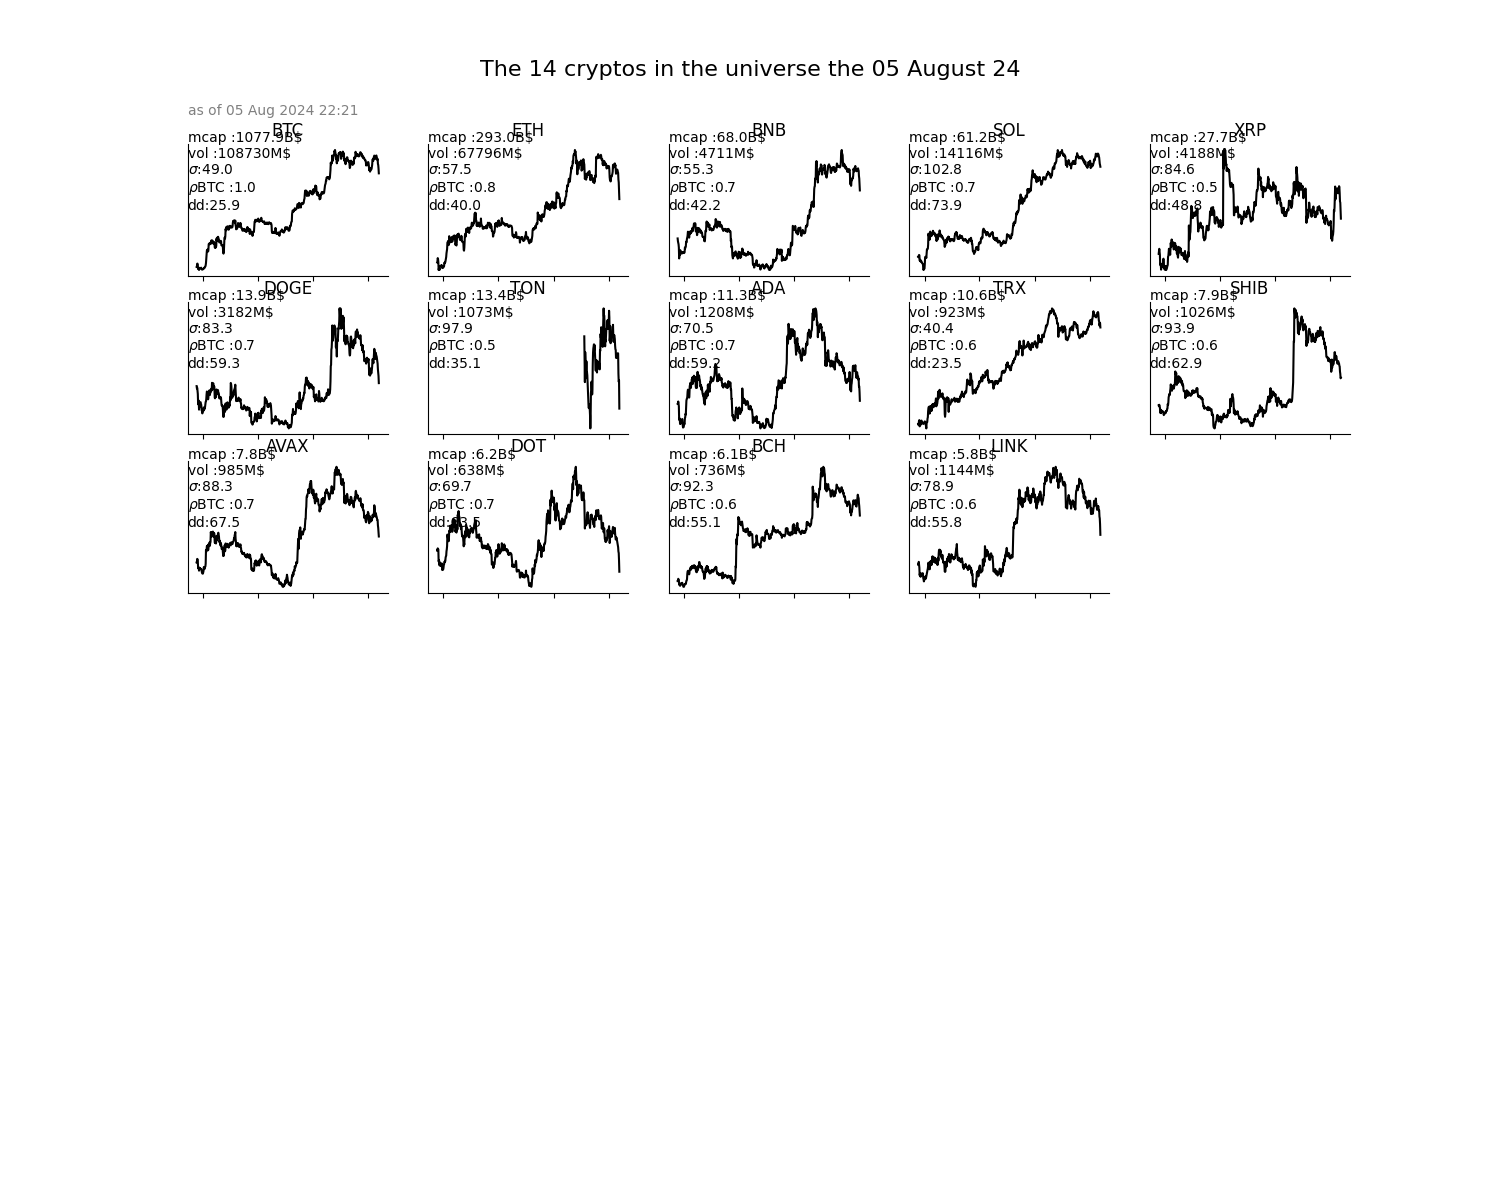 The 14 cryptos in the universe the 05 August 24
as of 05 Aug 2024 22:21
BTC
mcap :1077.9B$
vol :108730M$
σ:49.0
ρBTC :1.0
dd:25.9
ETH
mcap :293.0B$
vol :67796M$
σ:57.5
ρBTC :0.8
dd:40.0
BNB
mcap :68.0B$
vol :4711M$
σ:55.3
ρBTC :0.7
dd:42.2
SOL
mcap :61.2B$
vol :14116M$
σ:102.8
ρBTC :0.7
dd:73.9
XRP
mcap :27.7B$
vol :4188M$
σ:84.6
ρBTC :0.5
dd:48.8
DOGE
mcap :13.9B$
vol :3182M$
σ:83.3
ρBTC :0.7
dd:59.3
TON
mcap :13.4B$
vol :1073M$
σ:97.9
ρBTC :0.5
dd:35.1
ADA
mcap :11.3B$
vol :1208M$
σ:70.5
ρBTC :0.7
dd:59.2
TRX
mcap :10.6B$
vol :923M$
σ:40.4
ρBTC :0.6
dd:23.5
SHIB
mcap :7.9B$
vol :1026M$
σ:93.9
ρBTC :0.6
dd:62.9
AVAX
mcap :7.8B$
vol :985M$
σ:88.3
ρBTC :0.7
dd:67.5
DOT
mcap :6.2B$
vol :638M$
σ:69.7
ρBTC :0.7
dd:63.5
BCH
mcap :6.1B$
vol :736M$
σ:92.3
ρBTC :0.6
dd:55.1
LINK
mcap :5.8B$
vol :1144M$
σ:78.9
ρBTC :0.6
dd:55.8